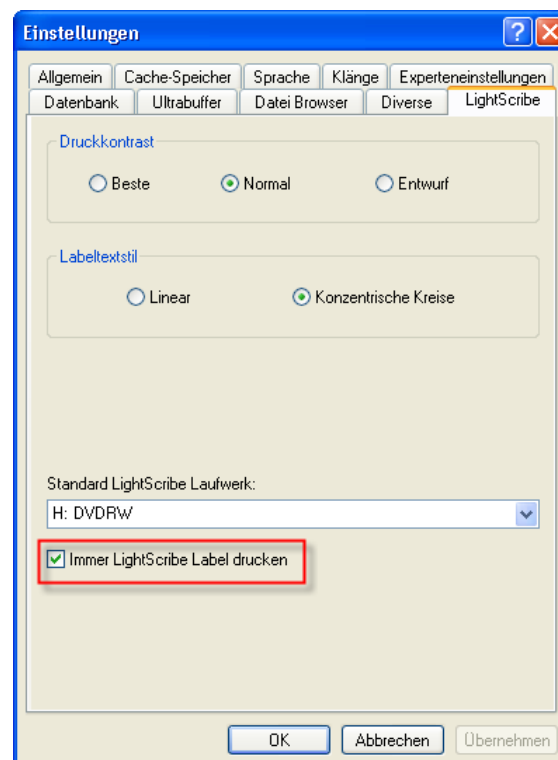 Einstellungen
Allgemein Cache-Speicher Sprache Klänge Experteneinstellungen
Datenbank Ultrabuffer Datei Browser Diverse LightScribe
Druckkontrast
Beste Normal Entwurf
Labeltextstil
Linear Konzentrische Kreise
Standard LightScribe Laufwerk:
H: DVDRW
Immer LightScribe Label drucken
OK Abbrechen Übernehmen